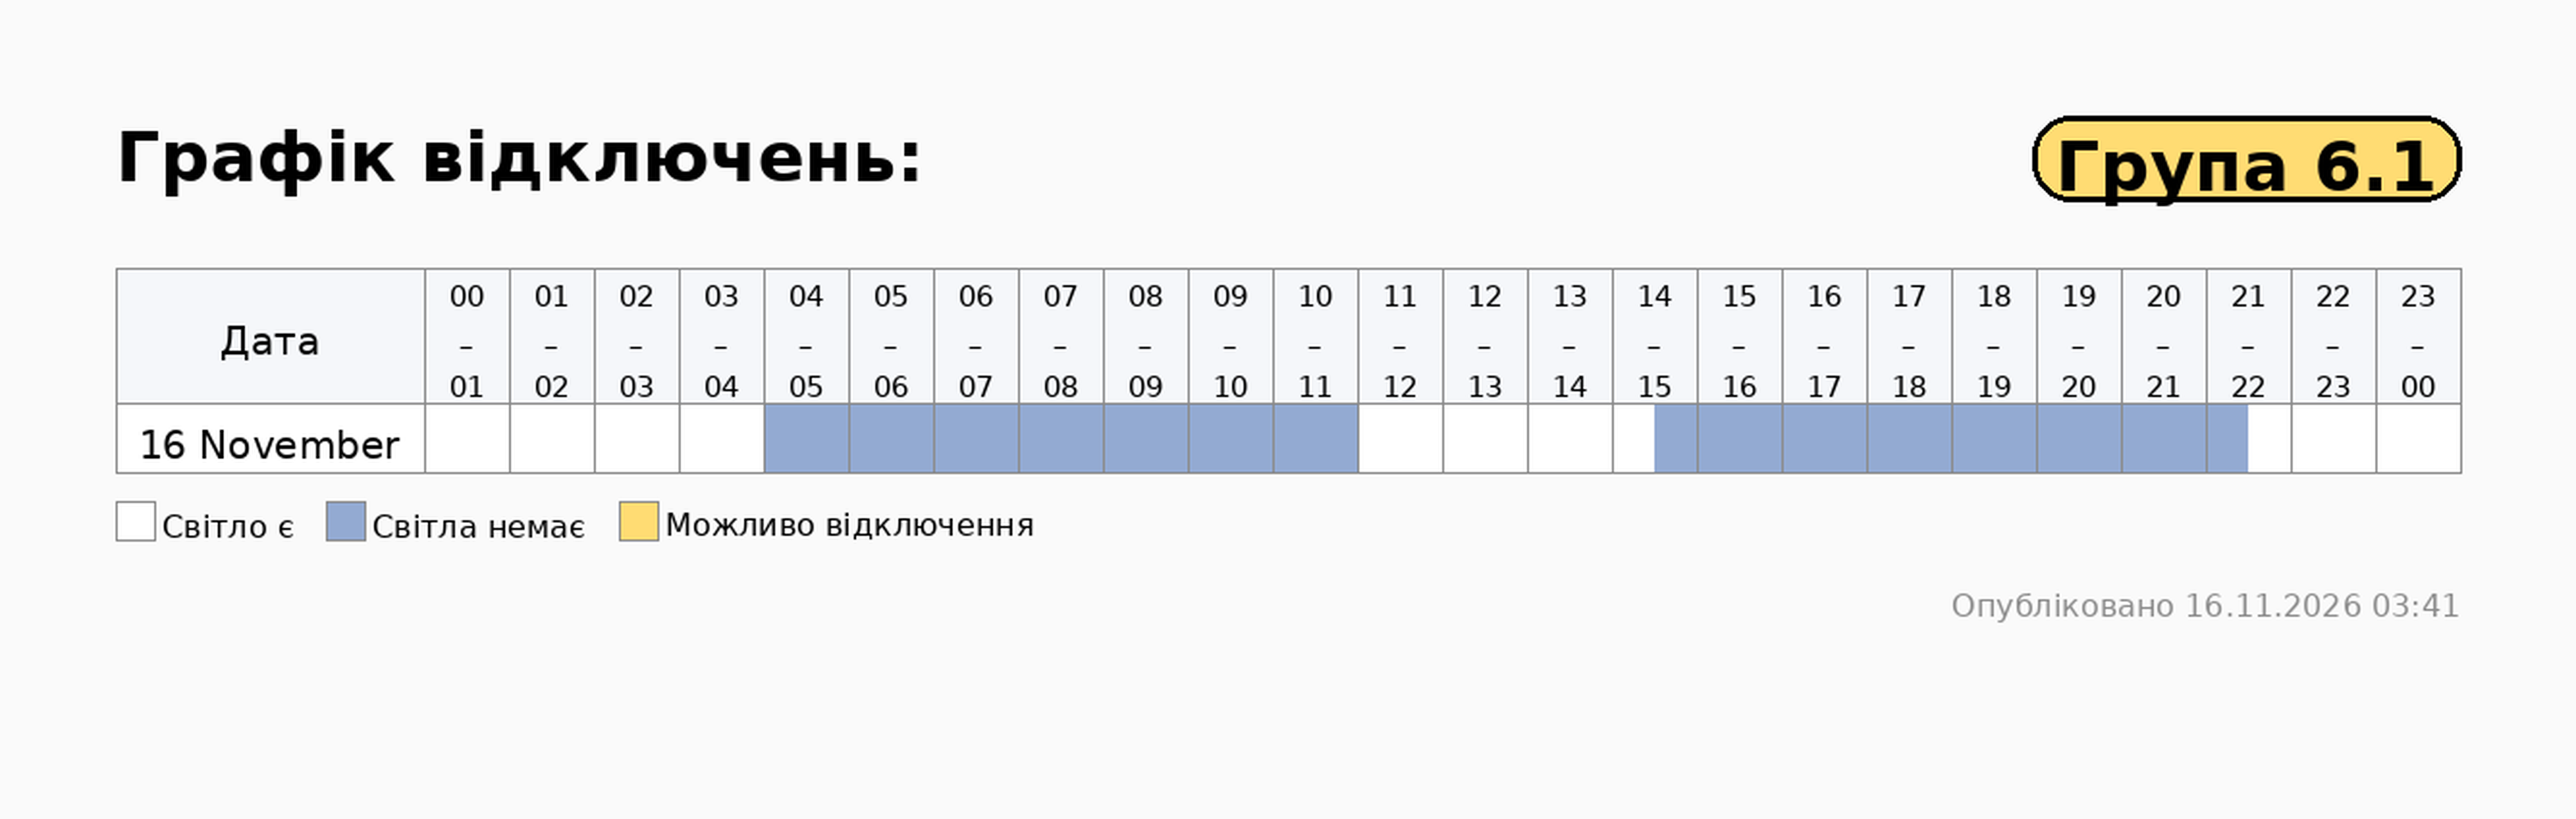 Графік відключень:
Група 6.1
Дата
00 – 01
01 – 02
02 – 03
03 – 04
04 – 05
05 – 06
06 – 07
07 – 08
08 – 09
09 – 10
10 – 11
11 – 12
12 – 13
13 – 14
14 – 15
15 – 16
16 – 17
17 – 18
18 – 19
19 – 20
20 – 21
21 – 22
22 – 23
23 – 00
16 November
Світло є
Світла немає
Можливо відключення
Опубліковано 16.11.2026 03:41